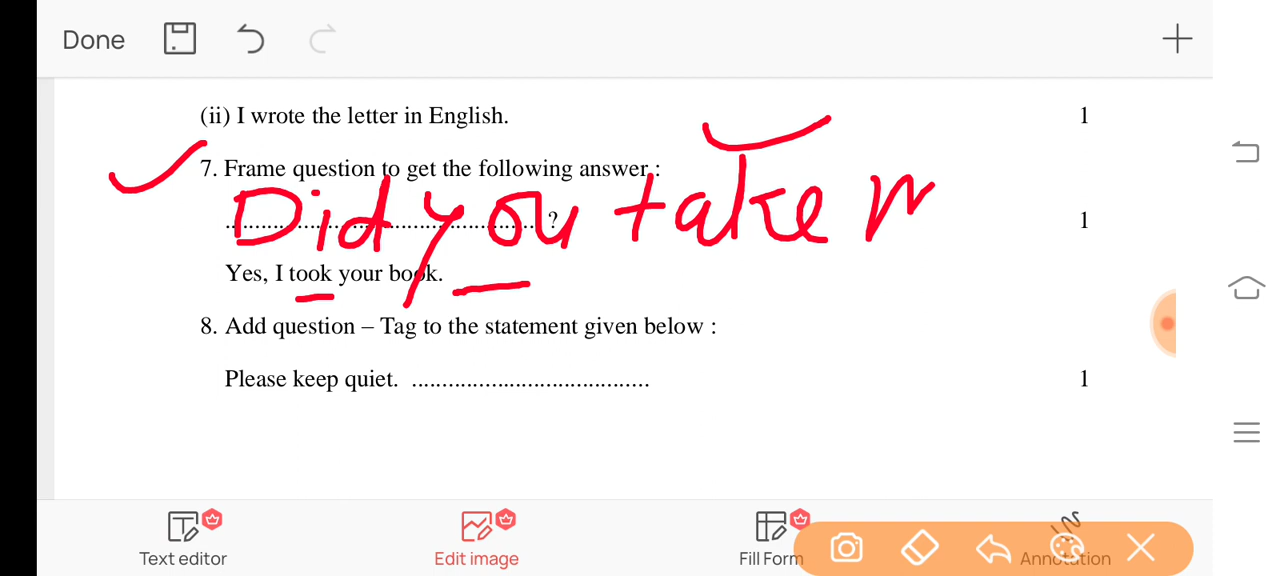 Done
(ii) I wrote the letter in English. 1
7. Frame question to get the following answer :
Did you take
........................................................ ? 1
Yes, I took your book.
8. Add question – Tag to the statement given below :
Please keep quiet. ....................................... 1
Text editor
Edit image
Fill Form
Annotation